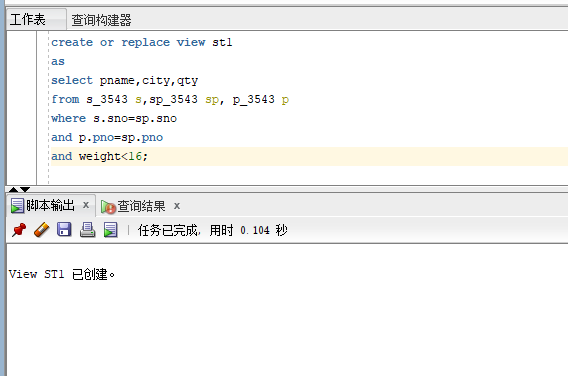 工作表 查询构建器
create or replace view st1
as
select pname,city,qty
from s_3543 s,sp_3543 sp, p_3543 p
where s.sno=sp.sno
and p.pno=sp.pno
and weight<16;
脚本输出 x 查询结果 x
任务已完成, 用时 0.104 秒
View ST1 已创建。